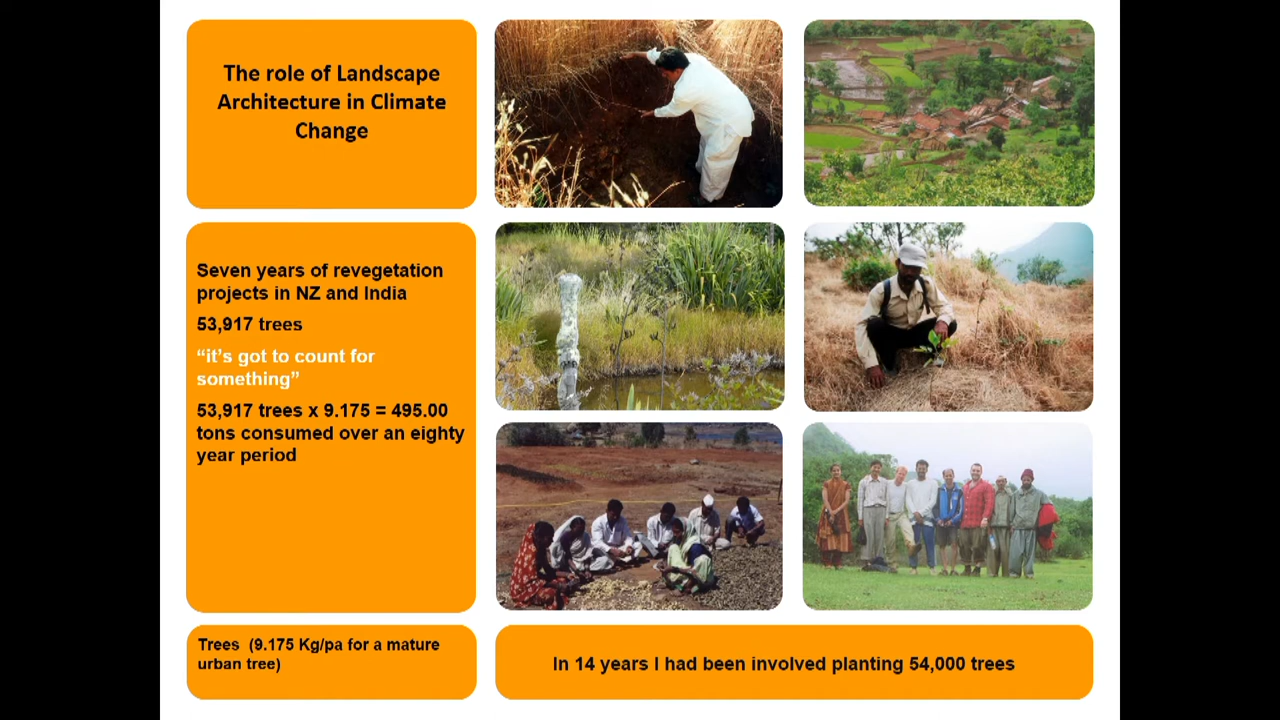 The role of Landscape
Architecture in Climate
Change
Seven years of revegetation
projects in NZ and India
53,917 trees
“it’s got to count for
something”
53,917 trees x 9.175 = 495.00
tons consumed over an eighty
year period
Trees  (9.175 Kg/pa for a mature
urban tree)
In 14 years I had been involved planting 54,000 trees